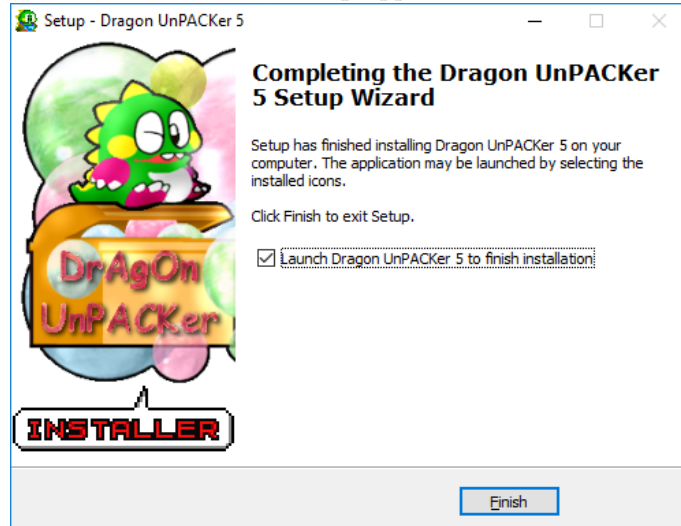 Setup - Dragon UnPACKer 5
Completing the Dragon UnPACKer
5 Setup Wizard
Setup has finished installing Dragon UnPACKer 5 on your
computer. The application may be launched by selecting the
installed icons.
Click Finish to exit Setup.
Launch Dragon UnPACKer 5 to finish installation
DrAgOn
UnPACKer
INSTALLER
Finish